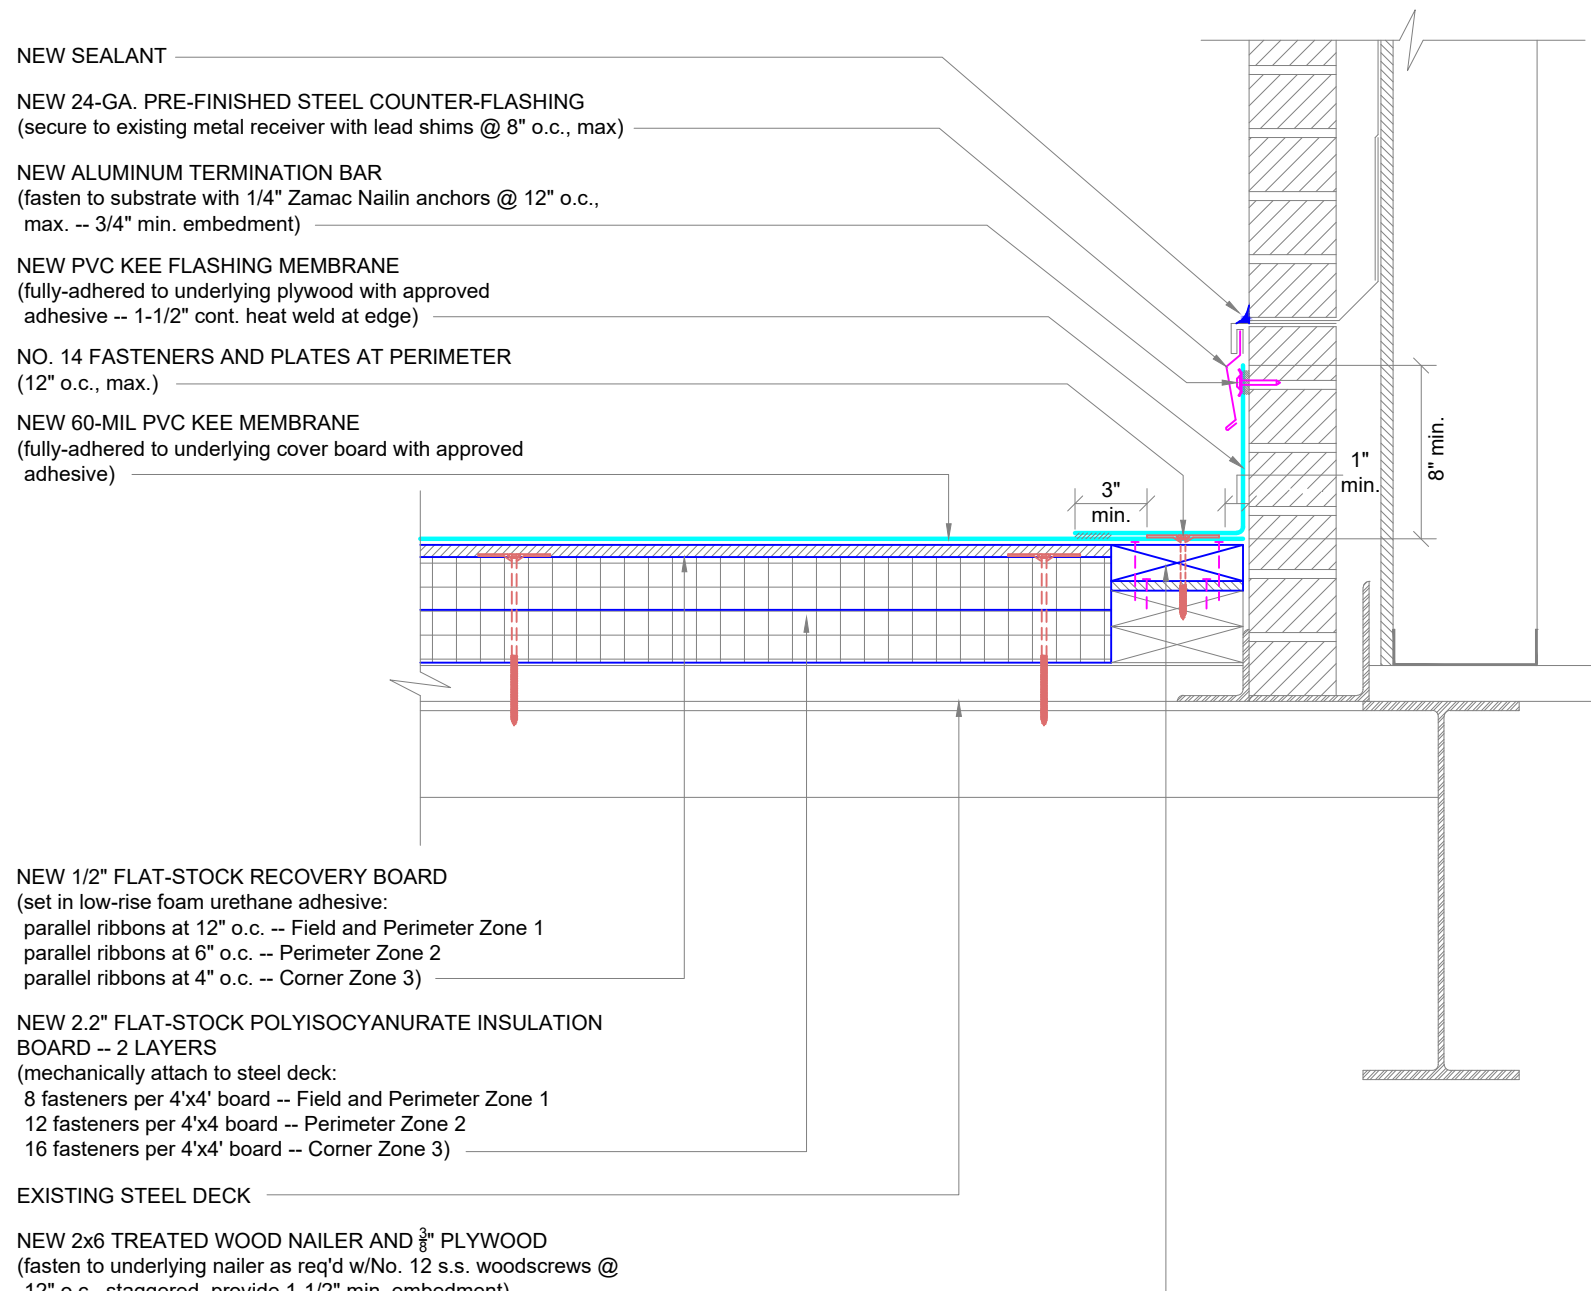 NEW SEALANT
NEW 24-GA. PRE-FINISHED STEEL COUNTER-FLASHING
(secure to existing metal receiver with lead shims @ 8" o.c., max)
NEW ALUMINUM TERMINATION BAR
(fasten to substrate with 1/4" Zamac Nailin anchors @ 12" o.c.,
max. -- 3/4" min. embedment)
NEW PVC KEE FLASHING MEMBRANE
(fully-adhered to underlying plywood with approved
adhesive -- 1-1/2" cont. heat weld at edge)
NO. 14 FASTENERS AND PLATES AT PERIMETER
(12" o.c., max.)
NEW 60-MIL PVC KEE MEMBRANE
(fully-adhered to underlying cover board with approved
adhesive)
3"
min.
1"
min.
8" min.
NEW 1/2" FLAT-STOCK RECOVERY BOARD
(set in low-rise foam urethane adhesive:
parallel ribbons at 12" o.c. -- Field and Perimeter Zone 1
parallel ribbons at 6" o.c. -- Perimeter Zone 2
parallel ribbons at 4" o.c. -- Corner Zone 3)
NEW 2.2" FLAT-STOCK POLYISOCYANURATE INSULATION
BOARD -- 2 LAYERS
(mechanically attach to steel deck:
8 fasteners per 4'x4' board -- Field and Perimeter Zone 1
12 fasteners per 4'x4 board -- Perimeter Zone 2
16 fasteners per 4'x4' board -- Corner Zone 3)
EXISTING STEEL DECK
NEW 2x6 TREATED WOOD NAILER AND 3/8" PLYWOOD
(fasten to underlying nailer as req'd w/No. 12 s.s. woodscrews @
12" o.c., staggered, provide 1-1/2" min. embedment)